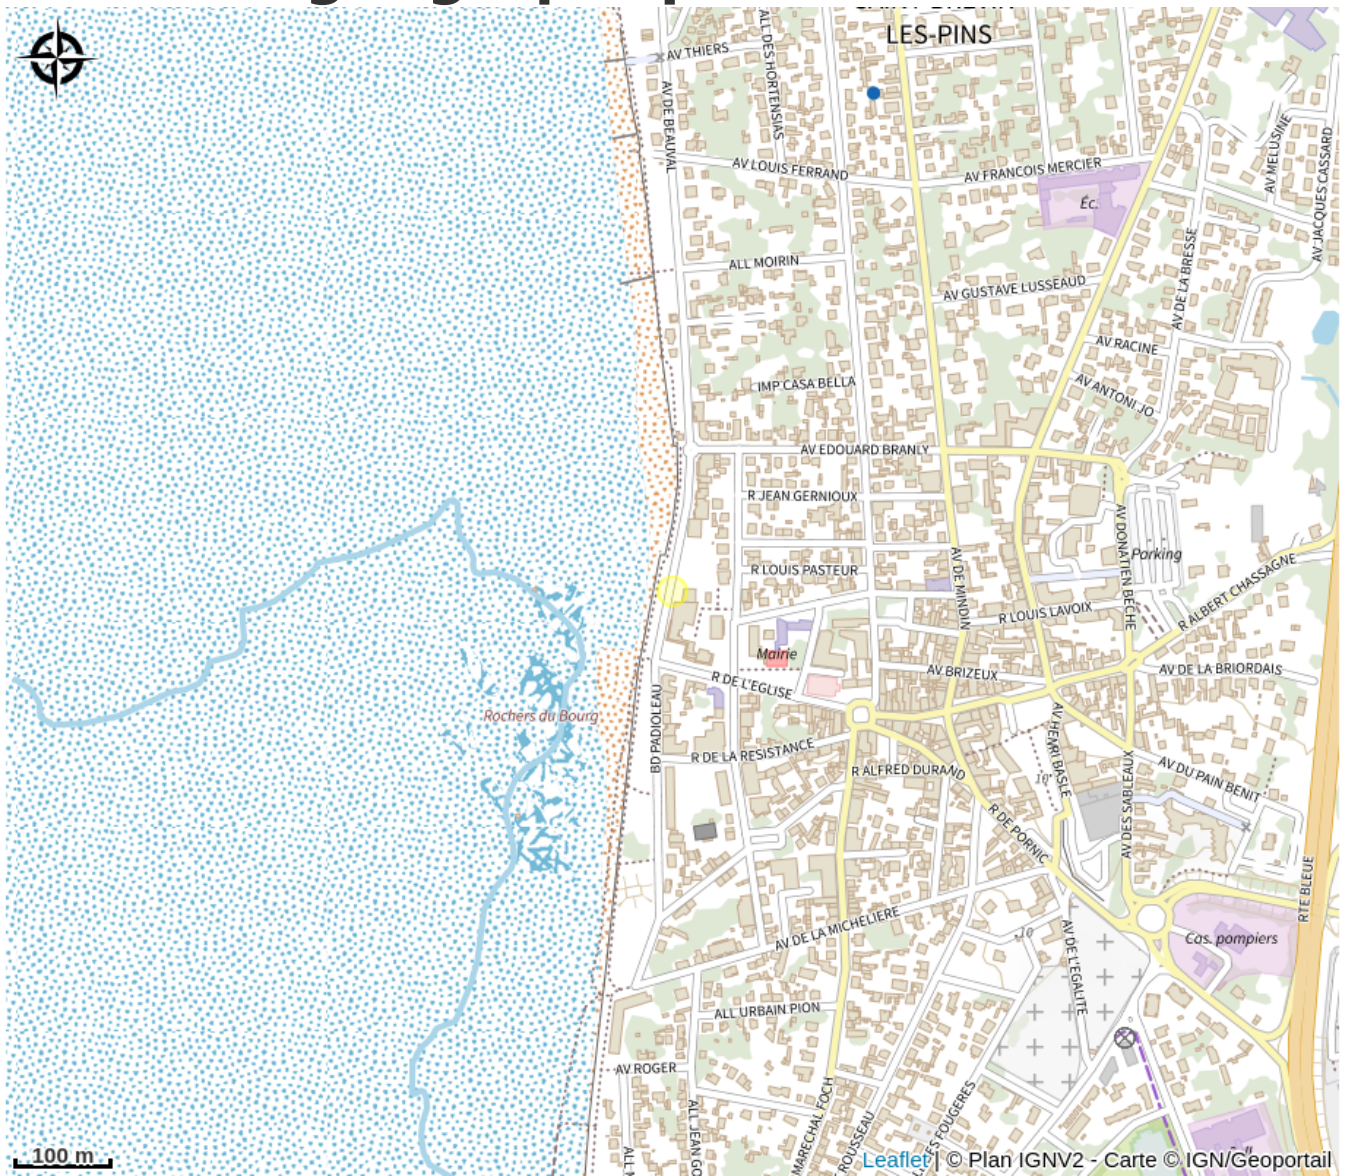 LES-PINS
AV THIERS
ALL DES HORTENSIAS
AV DE BEAUVAL
AV LOUIS FERRAND
AV FRANCOIS MERCIER
Éc.
AV MELUSINE
AV JACQUES CASSARD
AV DE LA BRESSE
ALL MOIRIN
AV GUSTAVE LUSSEAUD
AV RACINE
IMP CASA BELLA
AV ANTONI JO
AV EDOUARD BRANLY
R JEAN GERNIOUX
AV DONATIEN BECHE
Parking
AV DE MINDIN
R LOUIS PASTEUR
R ALBERT CHASSAGNE
R LOUIS LAVOIX
Mairie
R DE L'EGLISE
AV BRIZEUX
AV DE LA BRIORDAIS
Rochers du Bourg
BD PADIOLEAU
R DE LA RESISTANCE
AV HENRI BASLE
R ALFRED DURAND
10
AV DU PAIN BENIT
AV DES SABLEAUX
R DE PORNIC
RTE BLEUE
AV DE LA MICHELIERE
10
Cas. pompiers
AV DE L'EGALITE
ALL URBAIN PION
AV ROGER
MARECHAL FOCH
ROUSSEAU
FOUGERES
ALL JEAN GO
ALL
100 m
Leaflet | © Plan IGNV2 - Carte © IGN/Geoportail